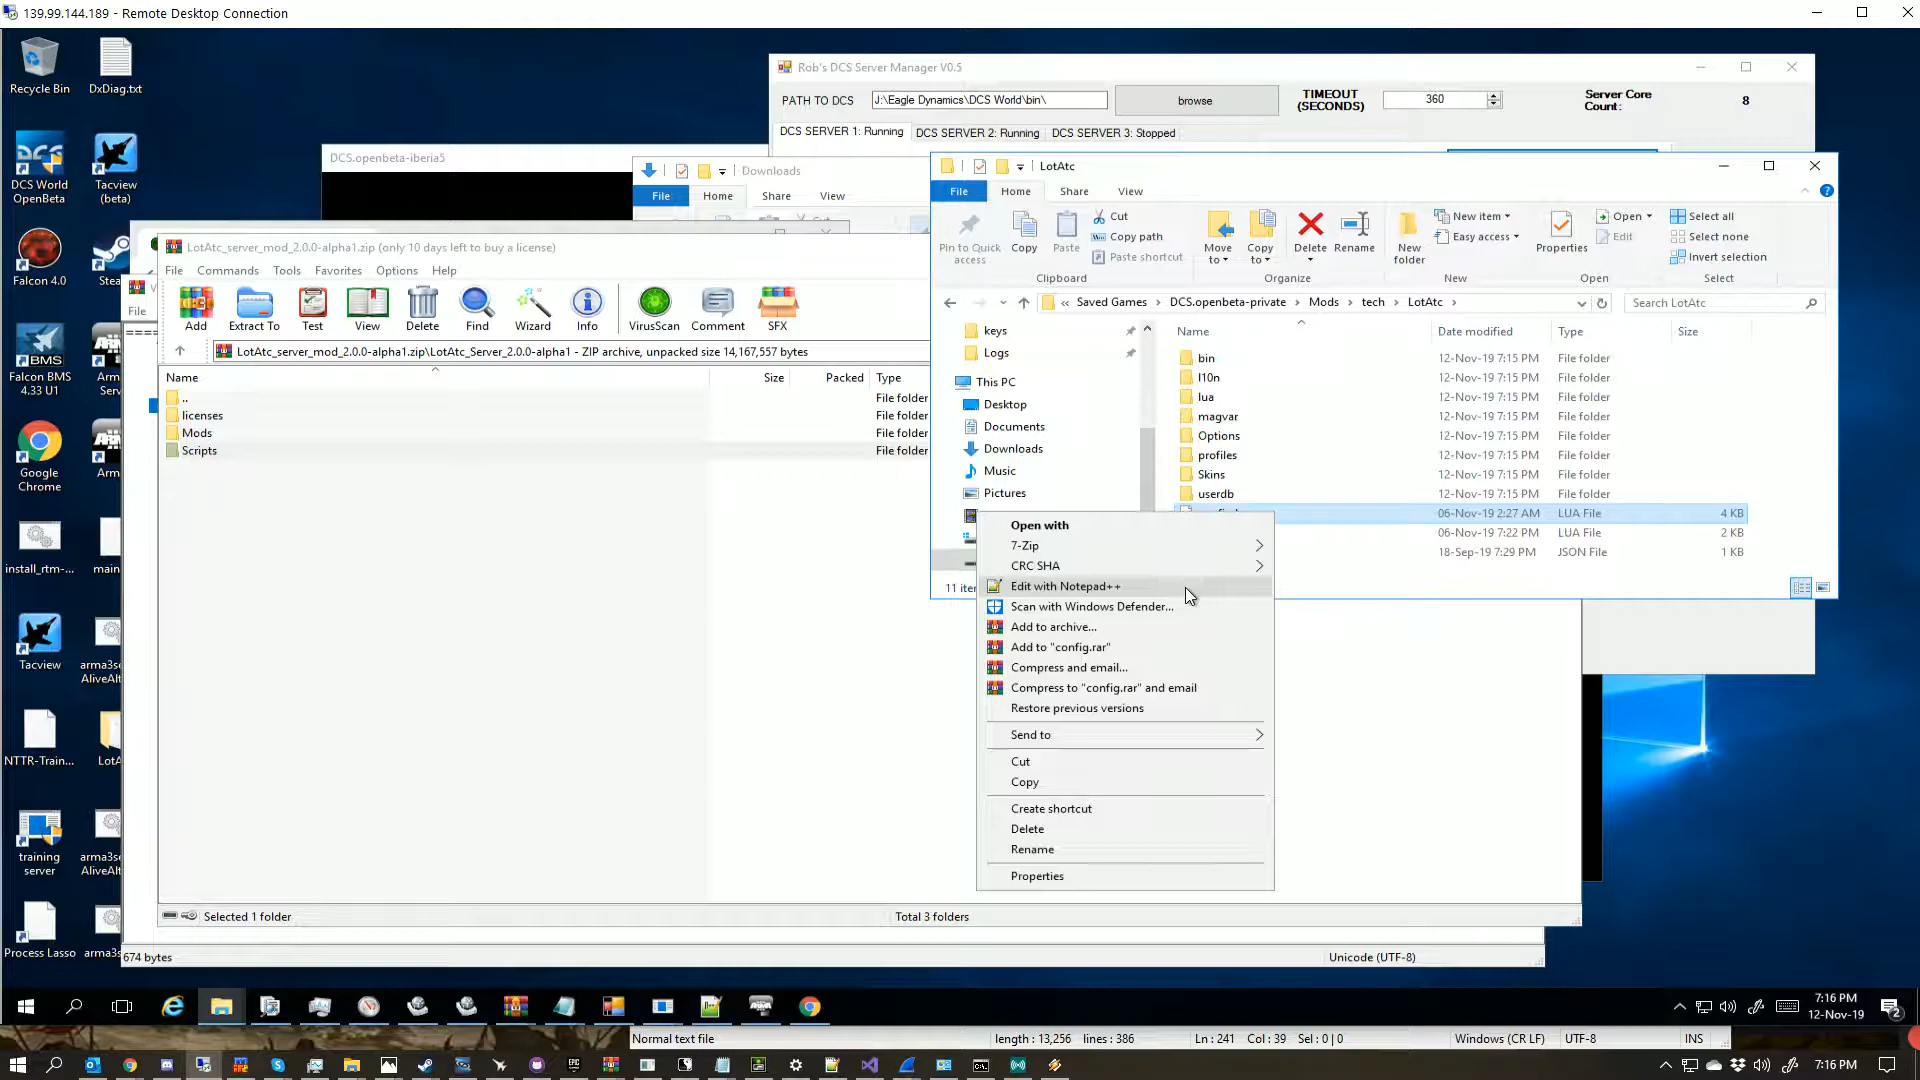 139.99.144.189 - Remote Desktop Connection
Recycle Bin
DxDiag.txt
DCS World OpenBeta
Tacview (beta)
Falcon 4.0
Stea
Falcon BMS 4.33 U1
Arm
Serv
Google Chrome
Arm
install_rtm-...
main
Tacview
arma3se
AliveAlt
NTTR-Train...
LotA
training server
arma3se
AliveAlt
Process Lasso
arma3s
Rob's DCS Server Manager V0.5
PATH TO DCS
J:\Eagle Dynamics\DCS World\bin\
browse
TIMEOUT (SECONDS)
360
Server Core Count:
8
DCS SERVER 1: Running
DCS SERVER 2: Running
DCS SERVER 3: Stopped
DCS.openbeta-iberia5
Downloads
File
Home
Share
View
LotAtc_server_mod_2.0.0-alpha1.zip (only 10 days left to buy a license)
File Commands Tools Favorites Options Help
File
Add
Extract To
Test
View
Delete
Find
Wizard
Info
VirusScan
Comment
SFX
LotAtc_server_mod_2.0.0-alpha1.zip\LotAtc_Server_2.0.0-alpha1 - ZIP archive, unpacked size 14,167,557 bytes
Name Size Packed Type
.. File folder
licenses File folder
Mods File folder
Scripts File folder
Selected 1 folder
Total 3 folders
674 bytes
Unicode (UTF-8)
LotAtc
File Home Share View
Pin to Quick access
Copy
Paste
Cut
Copy path
Paste shortcut
Clipboard
Move to
Copy to
Delete
Rename
Organize
New folder
New item
Easy access
New
Properties
Open
Edit
Open
Select all
Select none
Invert selection
Select
« Saved Games > DCS.openbeta-private > Mods > tech > LotAtc >
Search LotAtc
keys
Logs
This PC
Desktop
Documents
Downloads
Music
Pictures
11 iter
Name Date modified Type Size
bin 12-Nov-19 7:15 PM File folder
l10n 12-Nov-19 7:15 PM File folder
lua 12-Nov-19 7:15 PM File folder
magvar 12-Nov-19 7:15 PM File folder
Options 12-Nov-19 7:15 PM File folder
profiles 12-Nov-19 7:15 PM File folder
Skins 12-Nov-19 7:15 PM File folder
userdb 12-Nov-19 7:15 PM File folder
06-Nov-19 2:27 AM LUA File 4 KB
06-Nov-19 7:22 PM LUA File 2 KB
18-Sep-19 7:29 PM JSON File 1 KB
Open with
7-Zip
CRC SHA
Edit with Notepad++
Scan with Windows Defender...
Add to archive...
Add to "config.rar"
Compress and email...
Compress to "config.rar" and email
Restore previous versions
Send to
Cut
Copy
Create shortcut
Delete
Rename
Properties
7:16 PM
12-Nov-19
2
Normal text file
length : 13,256 lines : 386
Ln : 241 Col : 39 Sel : 0 | 0
Windows (CR LF)
UTF-8
INS
7:16 PM